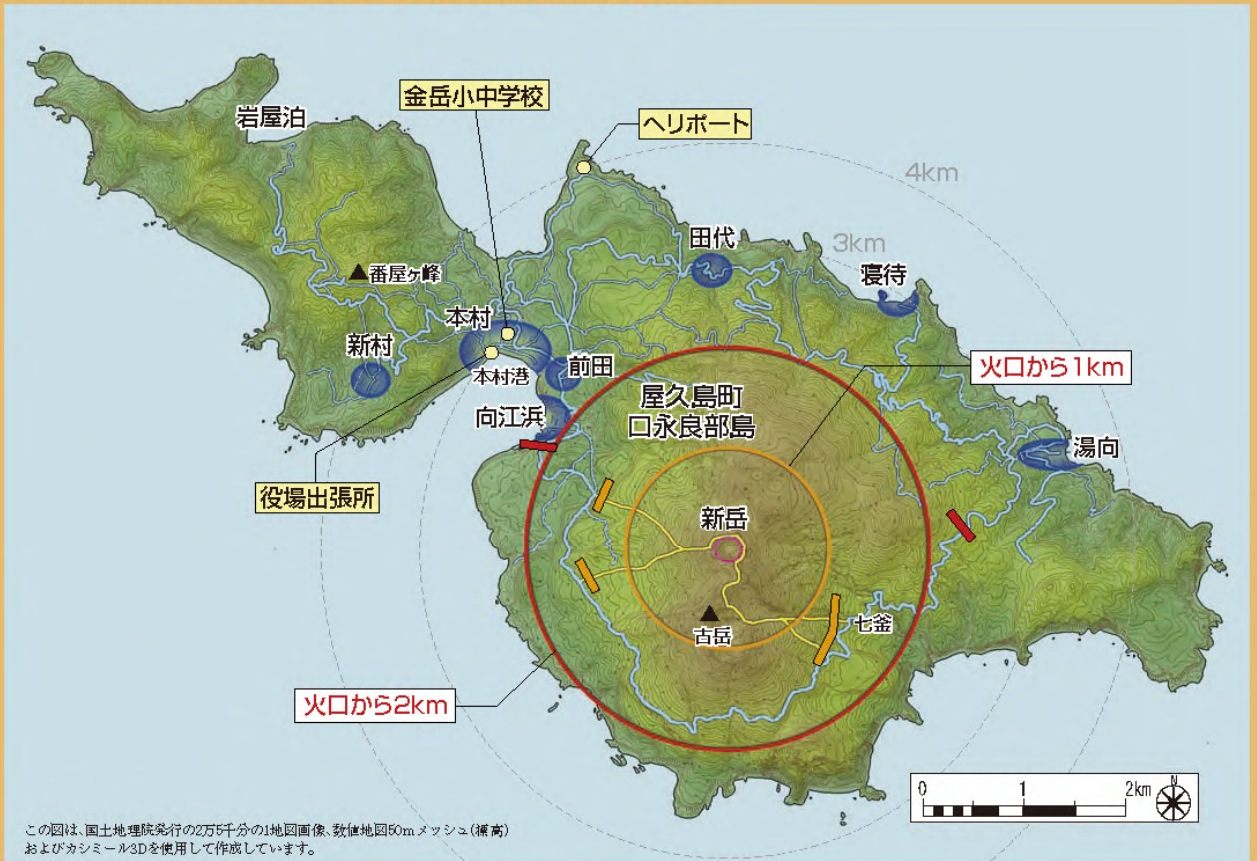 金岳小中学校
岩屋泊
ヘリポート
4km
田代
3km
寝待
番屋ヶ峰
本村
新村
本村港
前田
火口から1km
屋久島町
口永良部島
向江浜
湯向
役場出張所
新岳
七釜
古岳
火口から2km
0 1 2km
N
この図は、国土地理院発行の2万5千分の1地図画像、数値地図50mメッシュ(標高)
およびカシミール3Dを使用して作成しています。